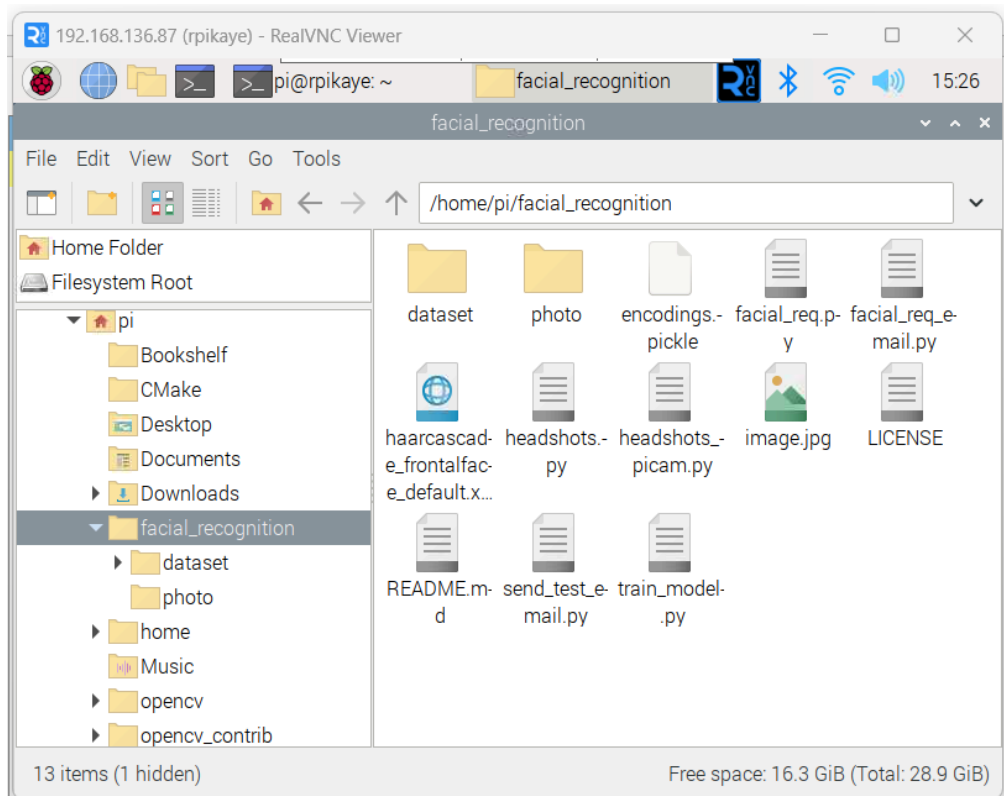 192.168.136.87 (rpikaye) - RealVNC Viewer
pi@rpikaye: ~
facial_recognition
15:26
facial_recognition
File Edit View Sort Go Tools
/home/pi/facial_recognition
Home Folder
Filesystem Root
pi
Bookshelf
CMake
Desktop
Documents
Downloads
facial_recognition
dataset
photo
home
Music
opencv
opencv_contrib
dataset
photo
encodings.-
pickle
facial_req.p-
y
facial_req_e-
mail.py
haarcascad-
e_frontalfac-
e_default.x...
headshots.-
py
headshots_-
picam.py
image.jpg
LICENSE
README.m-
d
send_test_e-
mail.py
train_model-
.py
13 items (1 hidden)
Free space: 16.3 GiB (Total: 28.9 GiB)